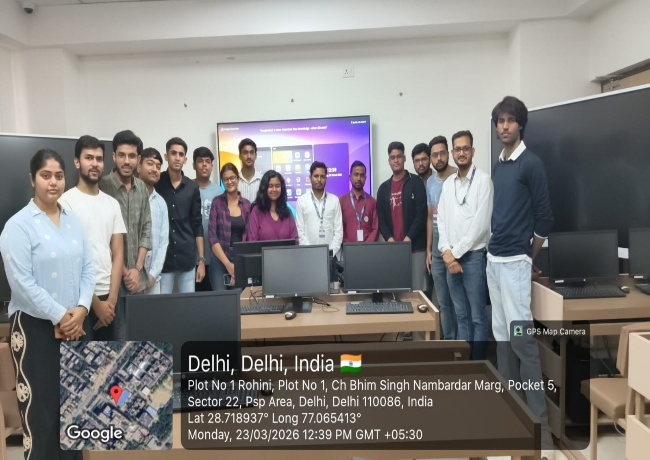 GPS Map Camera
Delhi, Delhi, India
Plot No 1 Rohini, Plot No 1, Ch Bhim Singh Nambardar Marg, Pocket 5,
Sector 22, Psp Area, Delhi, Delhi 110086, India
Lat 28.718937° Long 77.065413°
Monday, 23/03/2026 12:39 PM GMT +05:30
Google